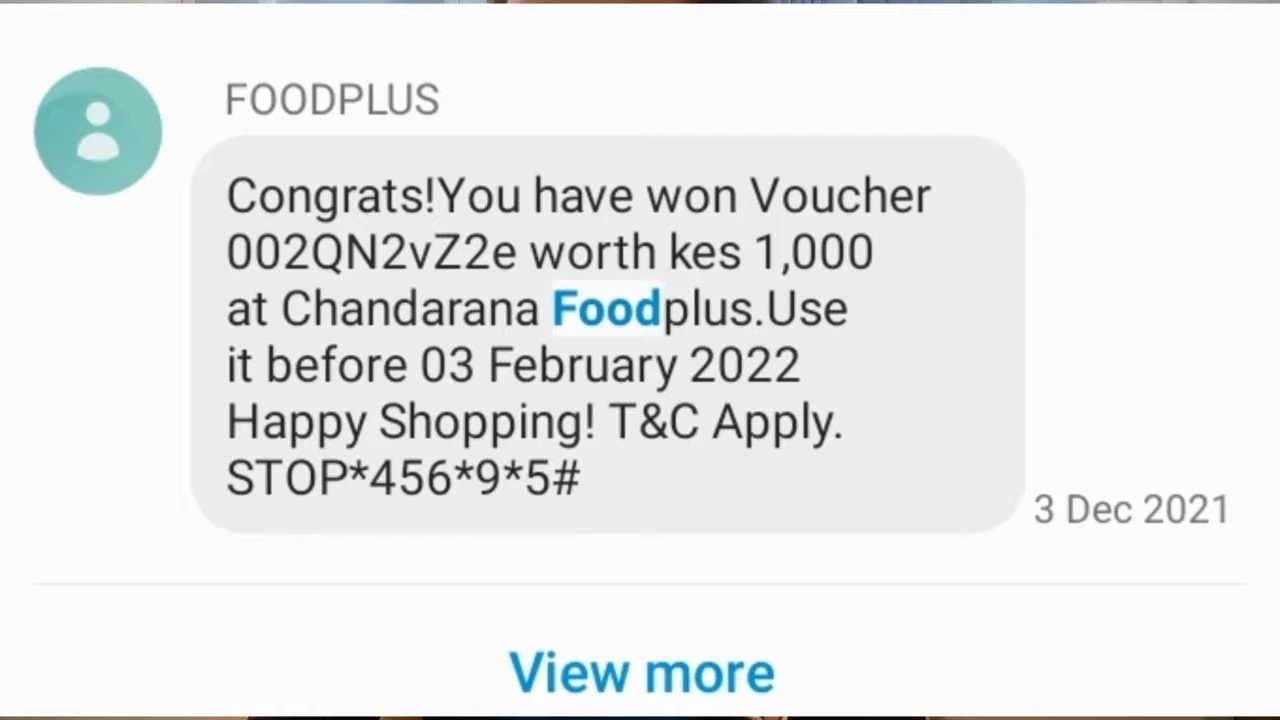 FOODPLUS
Congrats!You have won Voucher
002QN2vZ2e worth kes 1,000
at Chandarana Foodplus.Use
it before 03 February 2022
Happy Shopping! T&C Apply.
STOP*456*9*5#
3 Dec 2021
View more